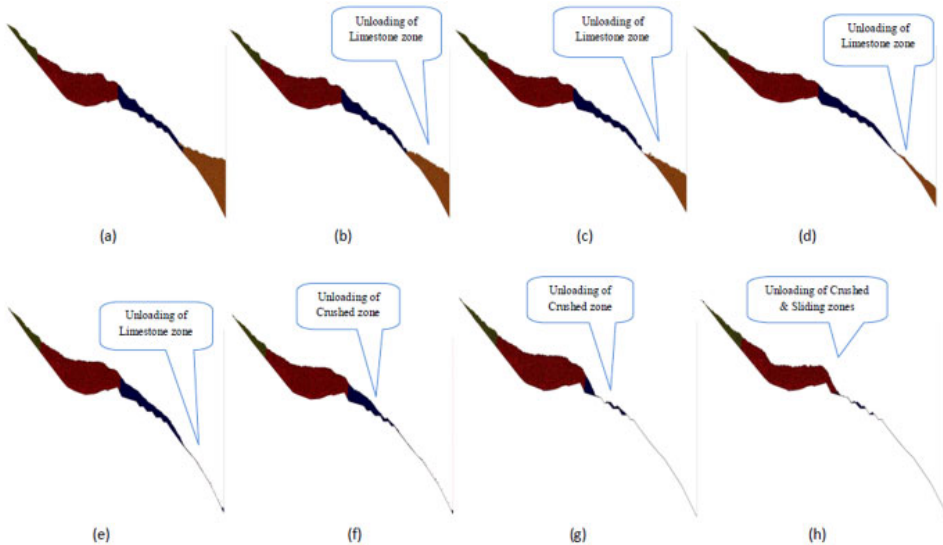 Unloading of
Limestone zone
Unloading of
Limestone zone
Unloading of
Limestone zone
(a)
(b)
(c)
(d)
Unloading of
Limestone zone
Unloading of
Crushed zone
Unloading of
Crushed zone
Unloading of Crushed
& Sliding zones
(e)
(f)
(g)
(h)